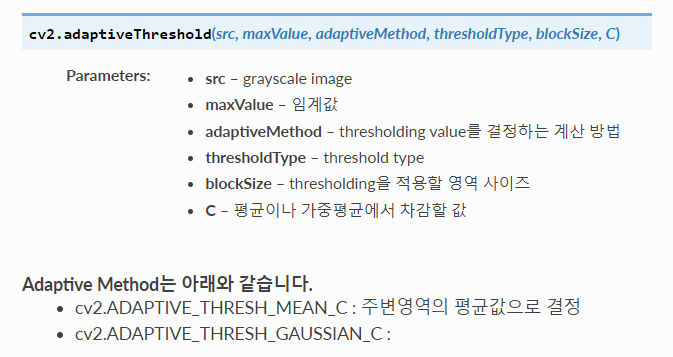 cv2.adaptiveThreshold(src, maxValue, adaptiveMethod, thresholdType, blockSize, C)
Parameters:
• src – grayscale image
• maxValue – 임계값
• adaptiveMethod – thresholding value를 결정하는 계산 방법
• thresholdType – threshold type
• blockSize – thresholding을 적용할 영역 사이즈
• C – 평균이나 가중평균에서 차감할 값
Adaptive Method는 아래와 같습니다.
• cv2.ADAPTIVE_THRESH_MEAN_C : 주변영역의 평균값으로 결정
• cv2.ADAPTIVE_THRESH_GAUSSIAN_C :